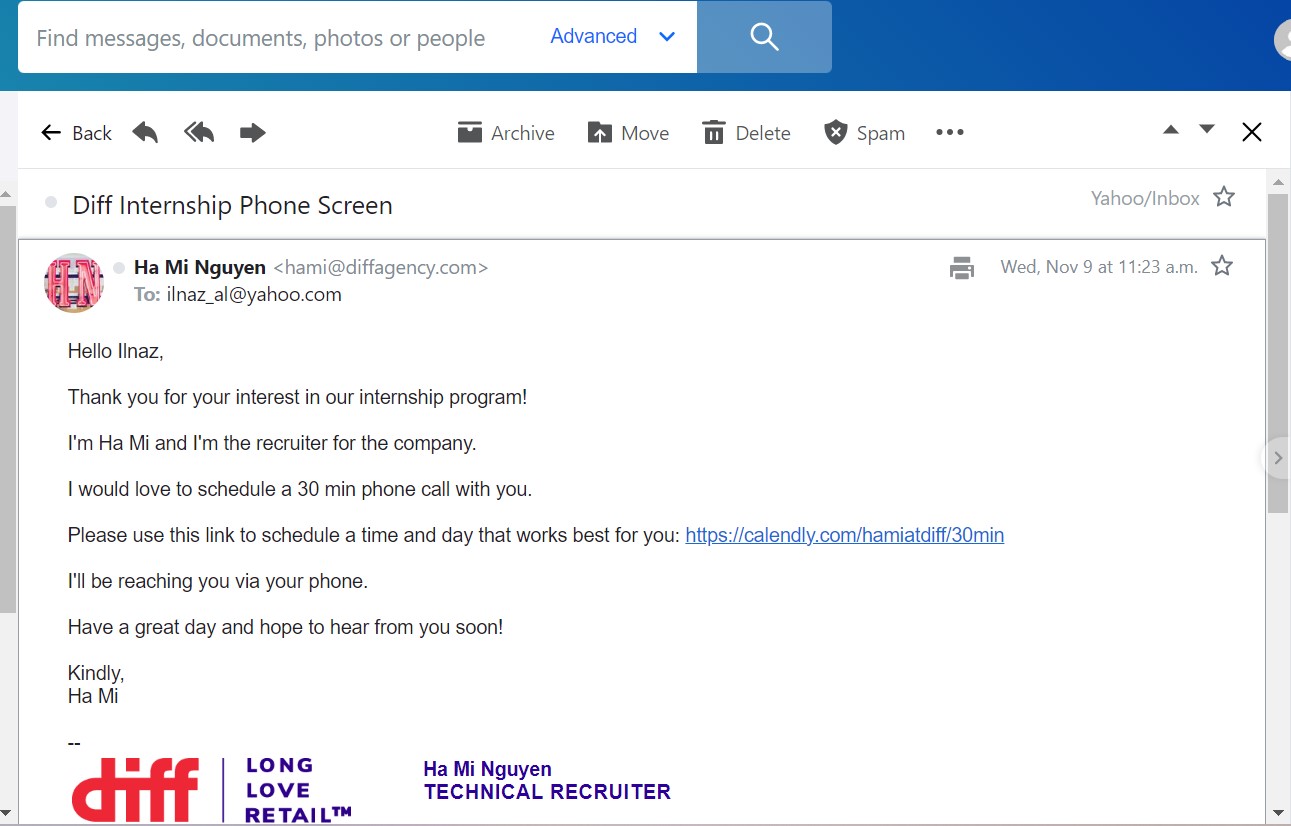 Find messages, documents, photos or people
Advanced
Back
Archive
Move
Delete
Spam
Diff Internship Phone Screen
Yahoo/Inbox
HN
Ha Mi Nguyen <hami@diffagency.com>
Wed, Nov 9 at 11:23 a.m.
To: ilnaz_al@yahoo.com
Hello Ilnaz,
Thank you for your interest in our internship program!
I'm Ha Mi and I'm the recruiter for the company.
I would love to schedule a 30 min phone call with you.
Please use this link to schedule a time and day that works best for you: https://calendly.com/hamiatdiff/30min
I'll be reaching you via your phone.
Have a great day and hope to hear from you soon!
Kindly,
Ha Mi
--
diff
LONG
LOVE
RETAIL™
Ha Mi Nguyen
TECHNICAL RECRUITER